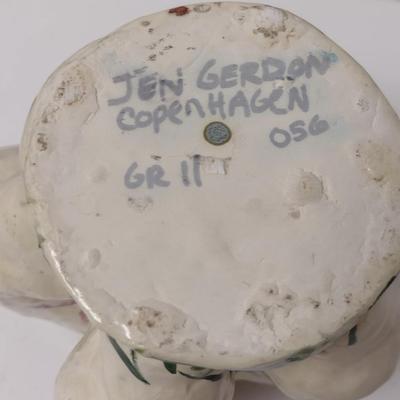 JEN GERDON
COPENHAGEN
056
GR 11